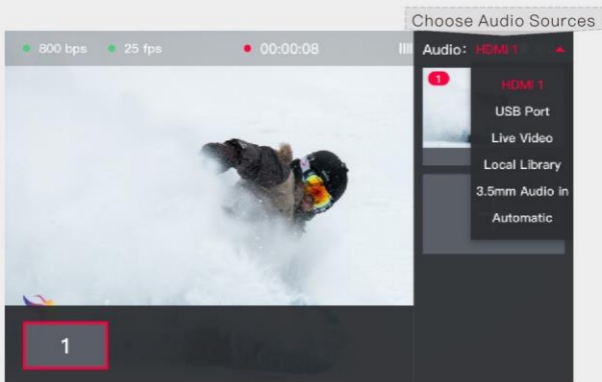 Choose Audio Sources
800 bps 25 fps 00:00:08 Audio: HDMI 1
1 HDMI 1
USB Port
Live Video
Local Library
3.5mm Audio in
Automatic
1